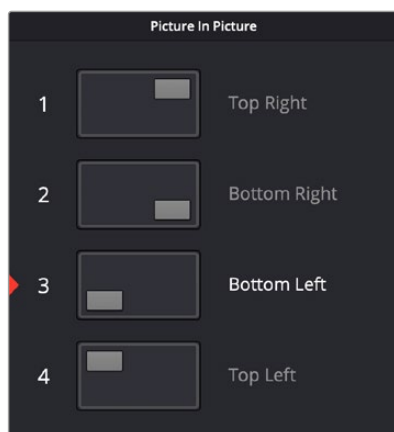 Picture In Picture
1 Top Right
2 Bottom Right
3 Bottom Left
4 Top Left